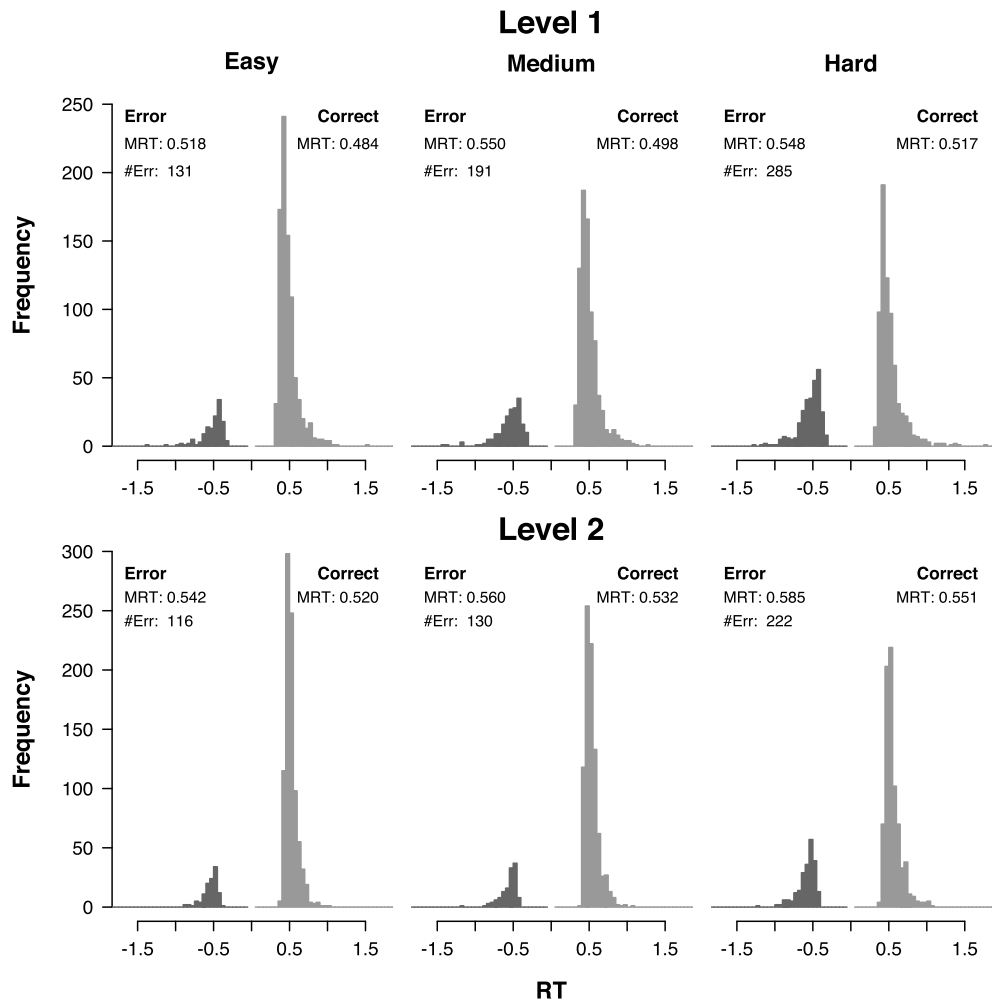 Level 1
Easy Medium Hard
Error Correct Error Correct Error Correct
MRT: 0.518 MRT: 0.484 MRT: 0.550 MRT: 0.498 MRT: 0.548 MRT: 0.517
#Err: 131 #Err: 191 #Err: 285
250
200
150
100
50
0
Frequency
-1.5 -0.5 0.5 1.5 -1.5 -0.5 0.5 1.5 -1.5 -0.5 0.5 1.5
Level 2
Error Correct Error Correct Error Correct
MRT: 0.542 MRT: 0.520 MRT: 0.560 MRT: 0.532 MRT: 0.585 MRT: 0.551
#Err: 116 #Err: 130 #Err: 222
300
250
200
150
100
50
0
Frequency
-1.5 -0.5 0.5 1.5 -1.5 -0.5 0.5 1.5 -1.5 -0.5 0.5 1.5
RT